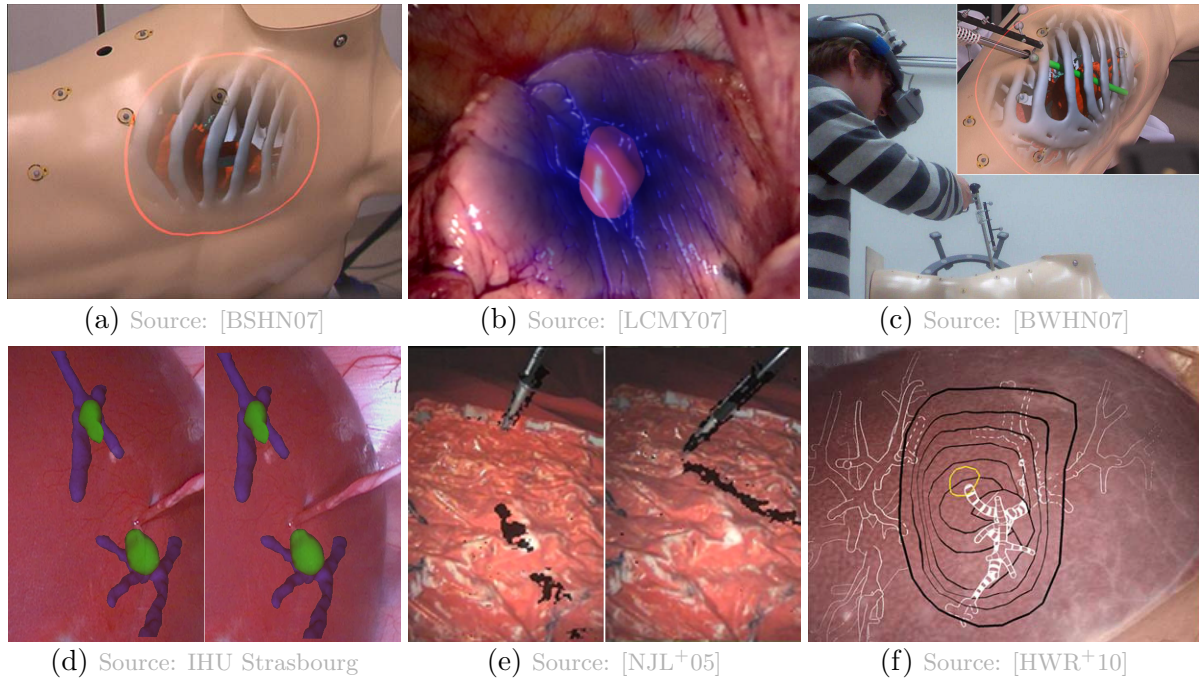 (a) Source: [BSHN07]
(b) Source: [LCMY07]
(c) Source: [BWHN07]
(d) Source: IHU Strasbourg
(e) Source: [NJL+05]
(f) Source: [HWR+10]